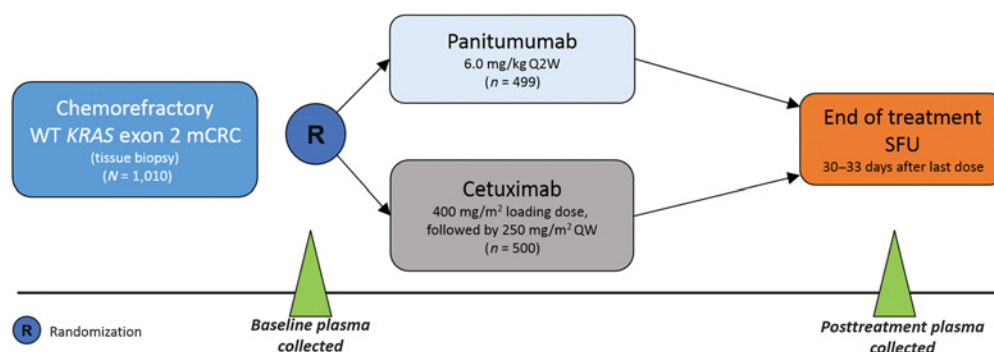 Chemorefractory
WT KRAS exon 2 mCRC
(tissue biopsy)
(N = 1,010)
R
Panitumumab
6.0 mg/kg Q2W
(n = 499)
Cetuximab
400 mg/m² loading dose,
followed by 250 mg/m² QW
(n = 500)
End of treatment
SFU
30–33 days after last dose
R Randomization
Baseline plasma
collected
Posttreatment plasma
collected